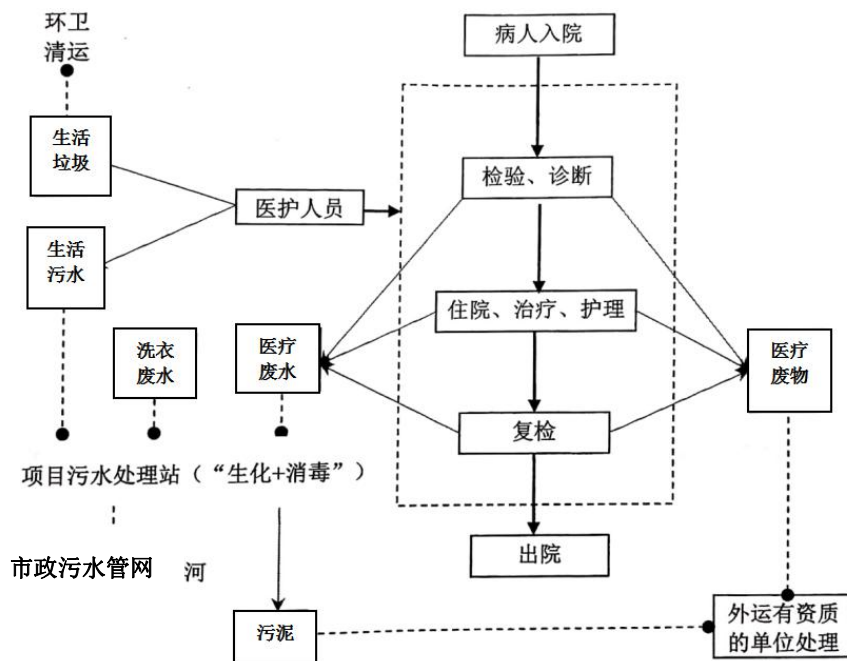 环卫
清运
病人入院
生活
垃圾
检验、诊断
医护人员
生活
污水
住院、治疗、护理
洗衣
废水
医疗
废水
医疗
废物
复检
项目污水处理站（“生化+消毒”）
市政污水管网 河
出院
污泥
外运有资质
的单位处理